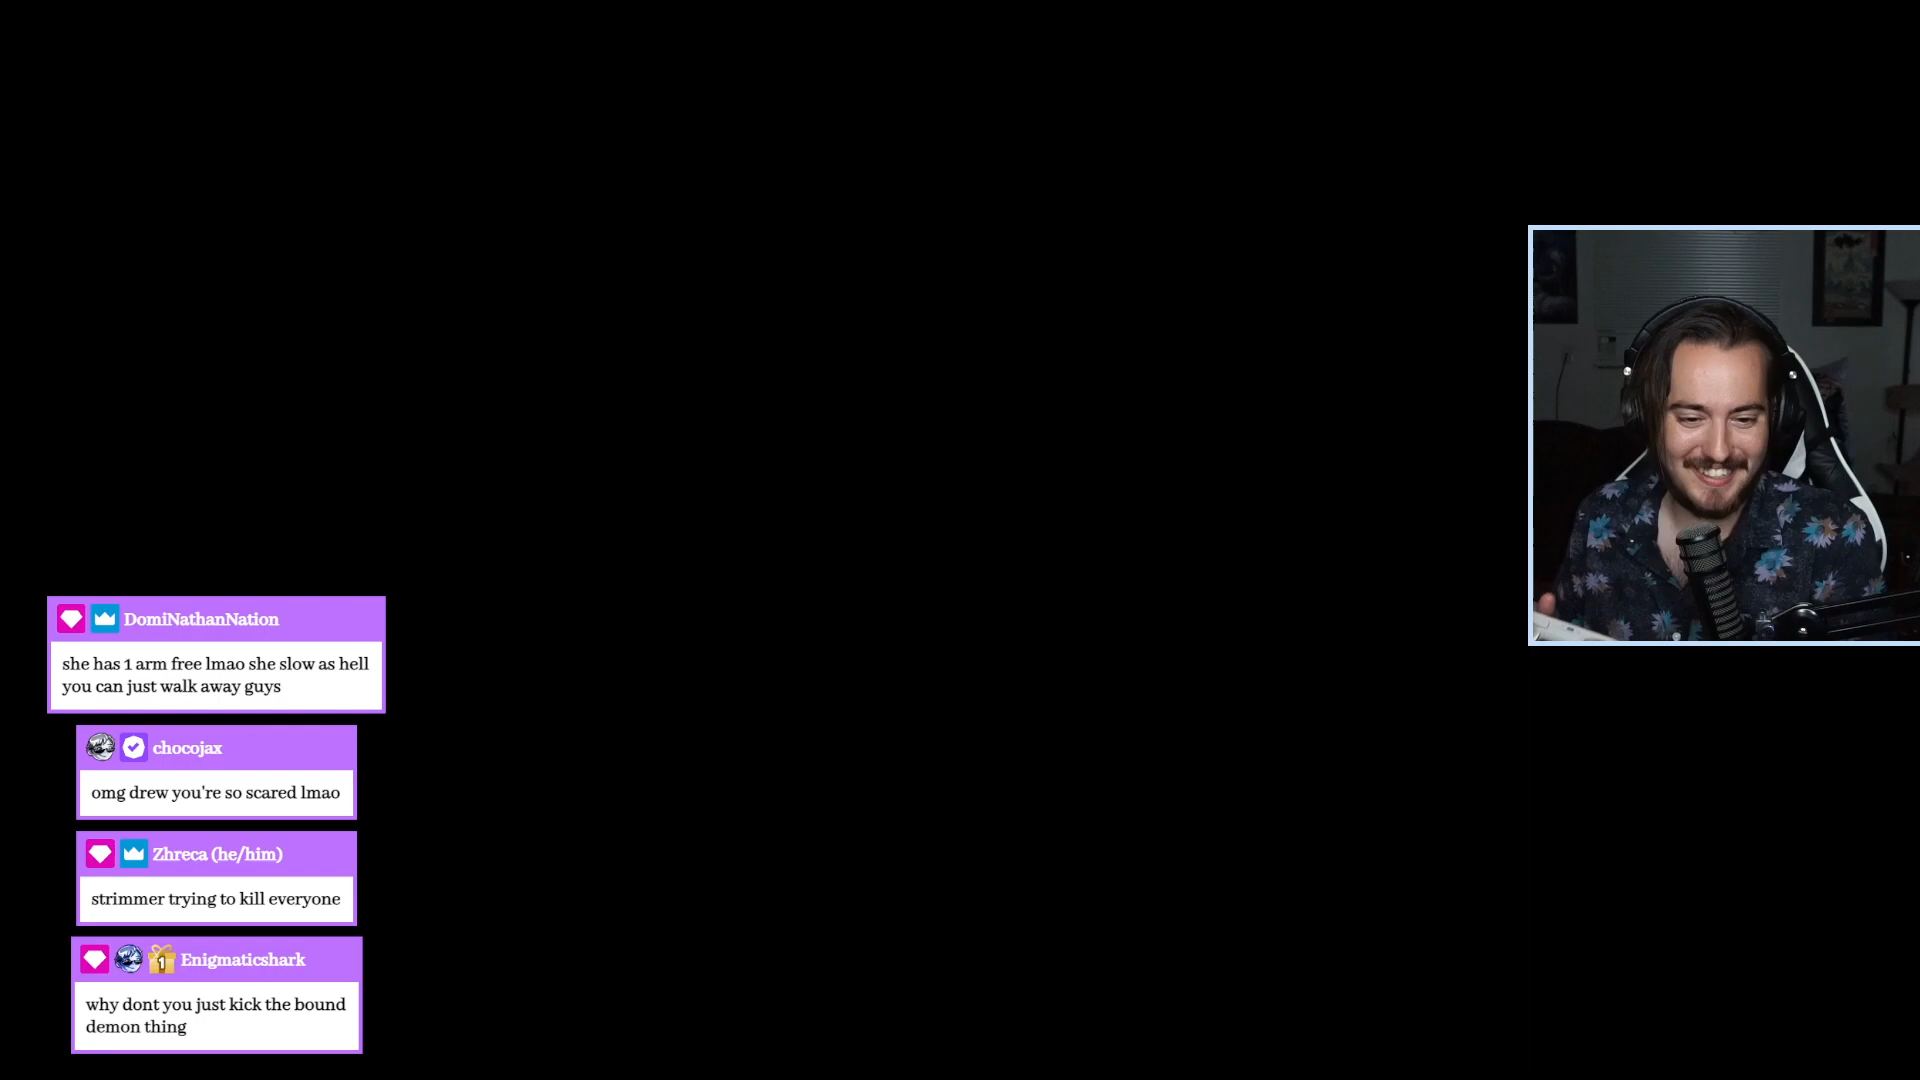 DomiNathanNation
she has 1 arm free lmao she slow as hell
you can just walk away guys
chocojax
omg drew you're so scared lmao
Zhreca (he/him)
strimmer trying to kill everyone
1 Enigmaticshark
why dont you just kick the bound
demon thing